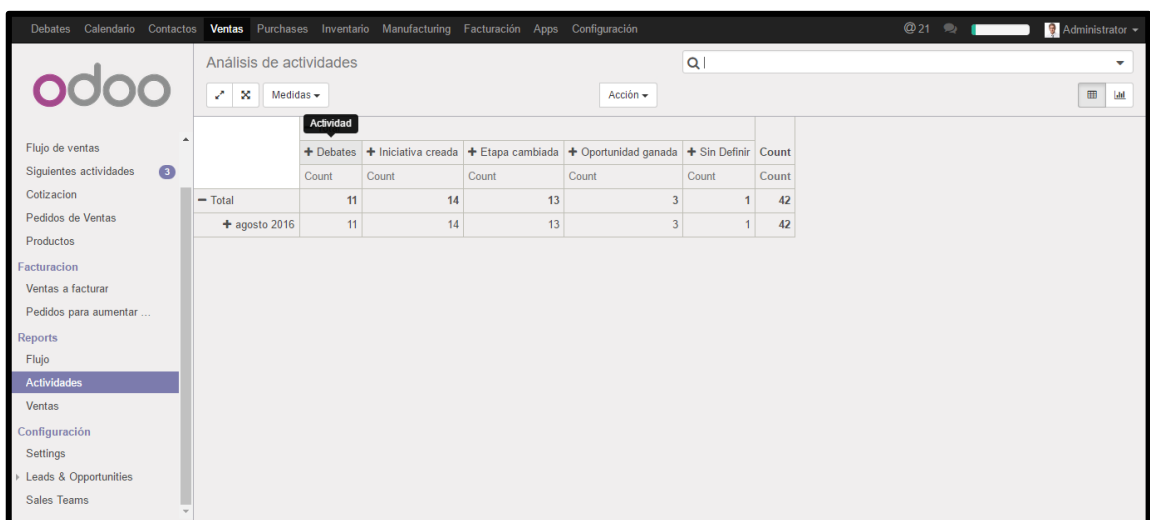 Debates Calendario Contactos Ventas Purchases Inventario Manufacturing Facturación Apps Configuración @21 Administrator
odoo
Análisis de actividades
Medidas
Acción
Actividad
Flujo de ventas
Siguientes actividades 3
Cotizacion
Pedidos de Ventas
Productos
Facturacion
Ventas a facturar
Pedidos para aumentar ...
Reports
Flujo
Actividades
Ventas
Configuración
Settings
Leads & Opportunities
Sales Teams
+ Debates + Iniciativa creada + Etapa cambiada + Oportunidad ganada + Sin Definir Count
Count Count Count Count Count Count
− Total 11 14 13 3 1 42
+ agosto 2016 11 14 13 3 1 42